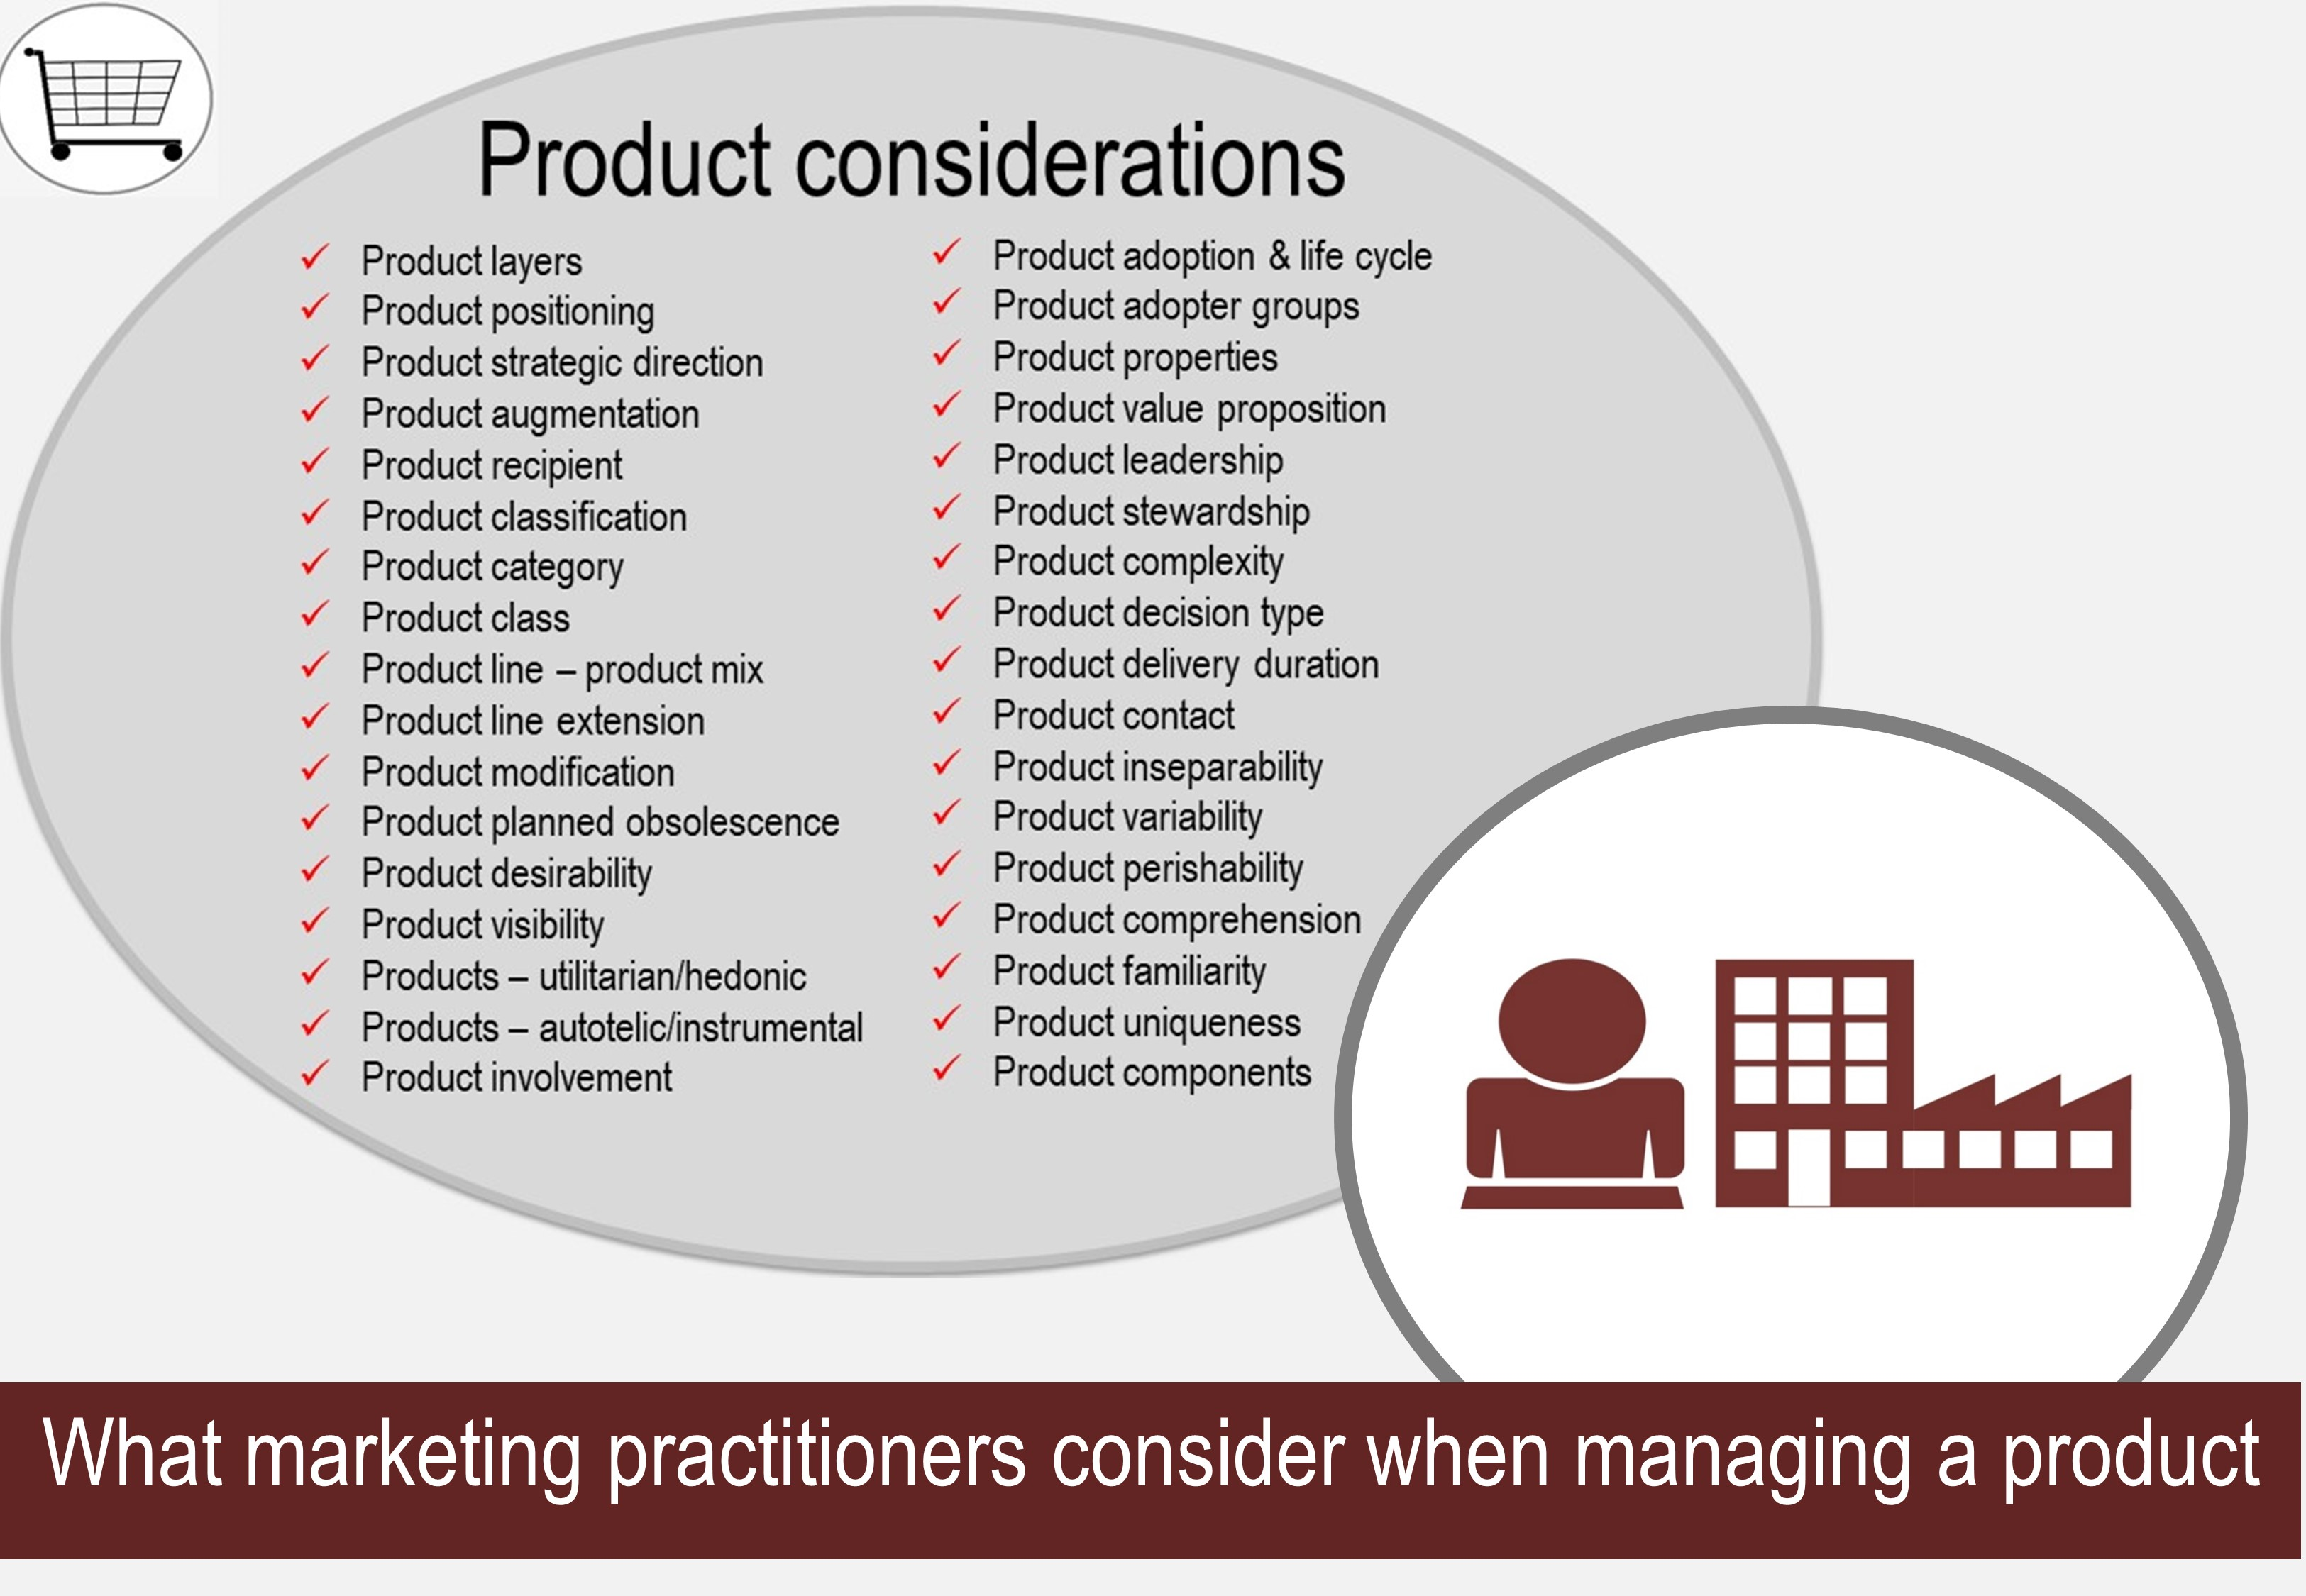 Product considerations
Product layers
Product positioning
Product strategic direction
Product augmentation
Product recipient
Product classification
Product category
Product class
Product line – product mix
Product line extension
Product modification
Product planned obsolescence
Product desirability
Product visibility
Products – utilitarian/hedonic
Products – autotelic/instrumental
Product involvement
Product adoption & life cycle
Product adopter groups
Product properties
Product value proposition
Product leadership
Product stewardship
Product complexity
Product decision type
Product delivery duration
Product contact
Product inseparability
Product variability
Product perishability
Product comprehension
Product familiarity
Product uniqueness
Product components
What marketing practitioners consider when managing a product